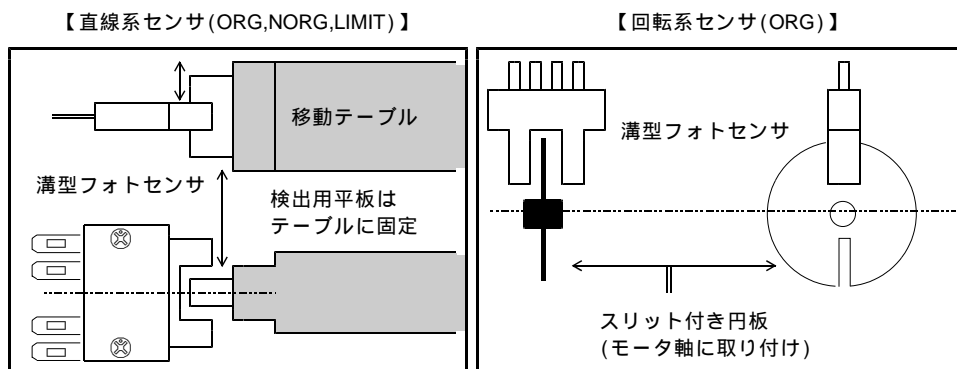 【直線系センサ(ORG,NORG,LIMIT)】
【回転系センサ(ORG)】
移動テーブル
溝型フォトセンサ
検出用平板は
テーブルに固定
溝型フォトセンサ
スリット付き円板
(モータ軸に取り付け)